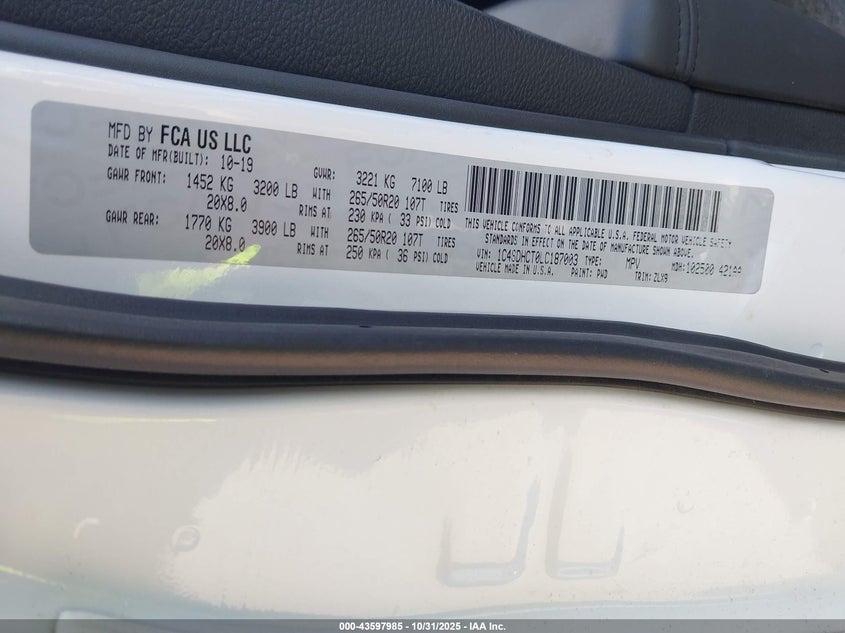 MFD BY FCA US LLC
DATE OF MFR(BUILT): 10-19 GVWR: 3221 KG 7100 LB
GAWR FRONT: 1452 KG 3200 LB WITH 265/50R20 107T TIRES
20X8.0 RIMS AT 230 KPA ( 33 PSI) COLD
GAWR REAR: 1770 KG 3900 LB WITH 265/50R20 107T TIRES
20X8.0 RIMS AT 250 KPA ( 36 PSI) COLD
THIS VEHICLE CONFORMS TO ALL APPLICABLE U.S.A. FEDERAL MOTOR VEHICLE SAFETY
STANDARDS IN EFFECT ON THE DATE OF MANUFACTURE SHOWN ABOVE.
VIN: 1C4SDHCT0LC187003 TYPE: MPV MDH: 102500 421AA
VEHICLE MADE IN U.S.A. PAINT: PWD TRIM: ZLX9
000-43597985 - 10/31/2025 - IAA Inc.